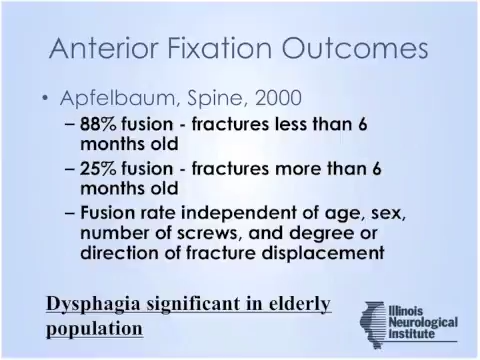 Anterior Fixation Outcomes
• Apfelbaum, Spine, 2000
– 88% fusion - fractures less than 6
months old
– 25% fusion - fractures more than 6
months old
– Fusion rate independent of age, sex,
number of screws, and degree or
direction of fracture displacement
Dysphagia significant in elderly
population
Illinois
Neurological
Institute